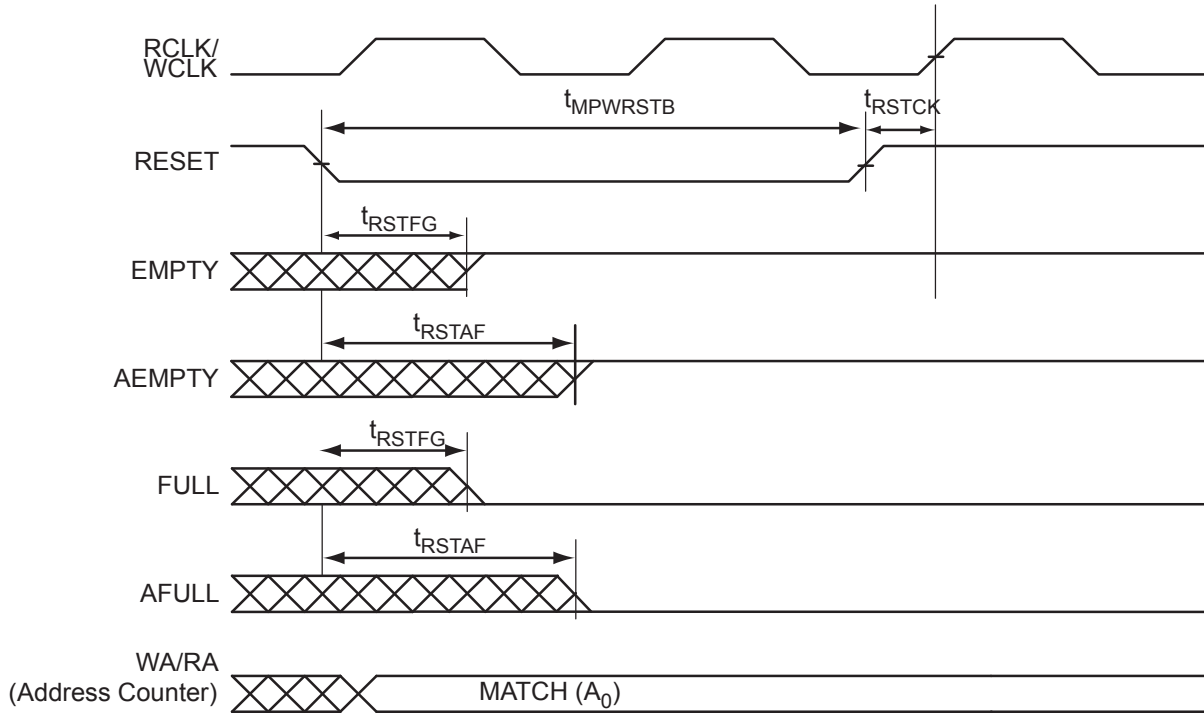 RCLK/
WCLK
tMPWRSTB
tRSTCK
RESET
tRSTFG
EMPTY
tRSTAF
AEMPTY
tRSTFG
FULL
tRSTAF
AFULL
WA/RA
(Address Counter)
MATCH (A0)